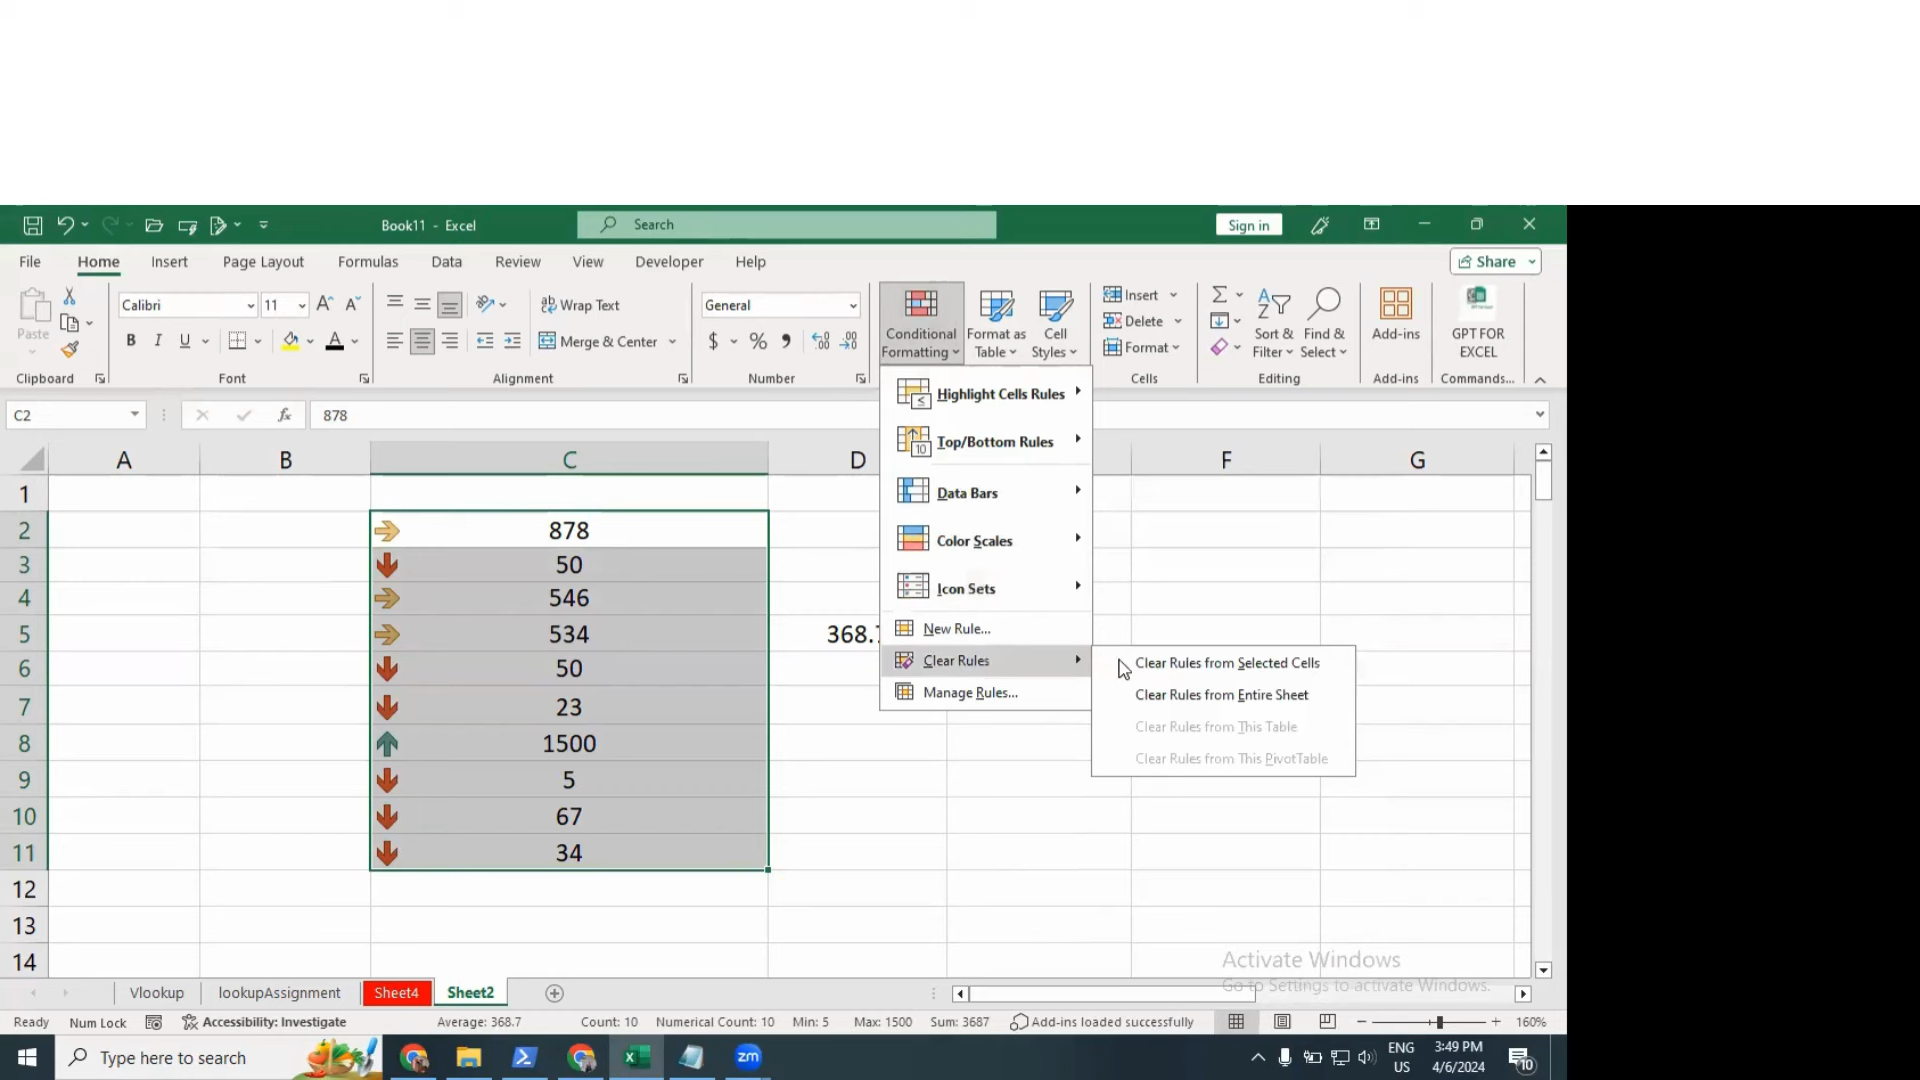 Book11 - Excel
Search
Sign in
File Home Insert Page Layout Formulas Data Review View Developer Help
Share
Paste
Calibri 11
B I U
Wrap Text
Merge & Center
General
$ %
Conditional Formatting
Format as Table
Cell Styles
Insert
Delete
Format
Sort & Filter
Find & Select
Add-ins
GPT FOR EXCEL
Clipboard Font Alignment Number Cells Editing Add-ins Commands...
C2 fx 878
Highlight Cells Rules
Top/Bottom Rules
Data Bars
Color Scales
Icon Sets
New Rule...
Clear Rules
Manage Rules...
Clear Rules from Selected Cells
Clear Rules from Entire Sheet
Clear Rules from This Table
Clear Rules from This PivotTable
A B C D F G
1
2 878
3 50
4 546
5 534 368.7
6 50
7 23
8 1500
9 5
10 67
11 34
12
13
14
Activate Windows
Go to Settings to activate Windows.
Vlookup lookupAssignment Sheet4 Sheet2
Ready Num Lock Accessibility: Investigate Average: 368.7 Count: 10 Numerical Count: 10 Min: 5 Max: 1500 Sum: 3687 Add-ins loaded successfully 160%
Type here to search
zm
ENG
US
3:49 PM
4/6/2024
10